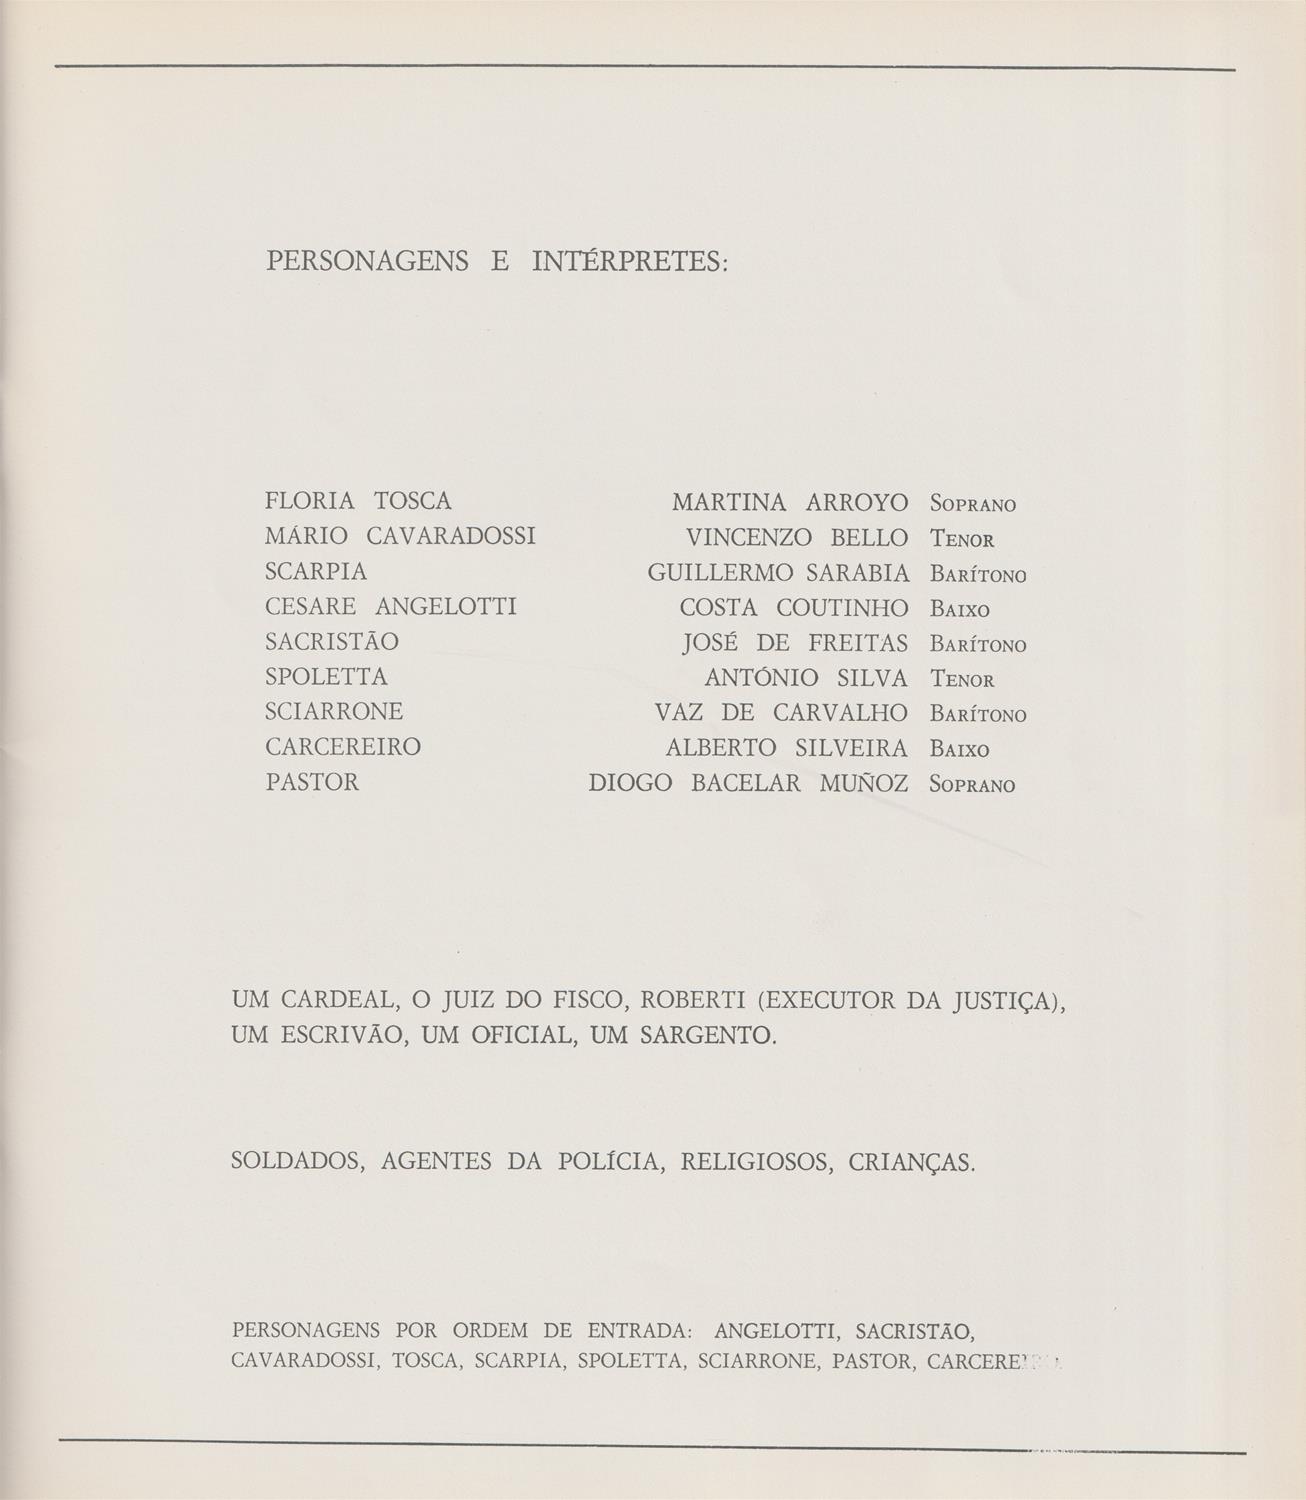 PERSONAGENS E INTÉRPRETES:
FLORIA TOSCA MARTINA ARROYO SOPRANO
MÁRIO CAVARADOSSI VINCENZO BELLO TENOR
SCARPIA GUILLERMO SARABIA BARÍTONO
CESARE ANGELOTTI COSTA COUTINHO BAIXO
SACRISTÃO JOSÉ DE FREITAS BARÍTONO
SPOLETTA ANTÓNIO SILVA TENOR
SCIARRONE VAZ DE CARVALHO BARÍTONO
CARCEREIRO ALBERTO SILVEIRA BAIXO
PASTOR DIOGO BACELAR MUÑOZ SOPRANO
UM CARDEAL, O JUIZ DO FISCO, ROBERTI (EXECUTOR DA JUSTIÇA),
UM ESCRIVÃO, UM OFICIAL, UM SARGENTO.
SOLDADOS, AGENTES DA POLÍCIA, RELIGIOSOS, CRIANÇAS.
PERSONAGENS POR ORDEM DE ENTRADA: ANGELOTTI, SACRISTÃO,
CAVARADOSSI, TOSCA, SCARPIA, SPOLETTA, SCIARRONE, PASTOR, CARCEREIRO.